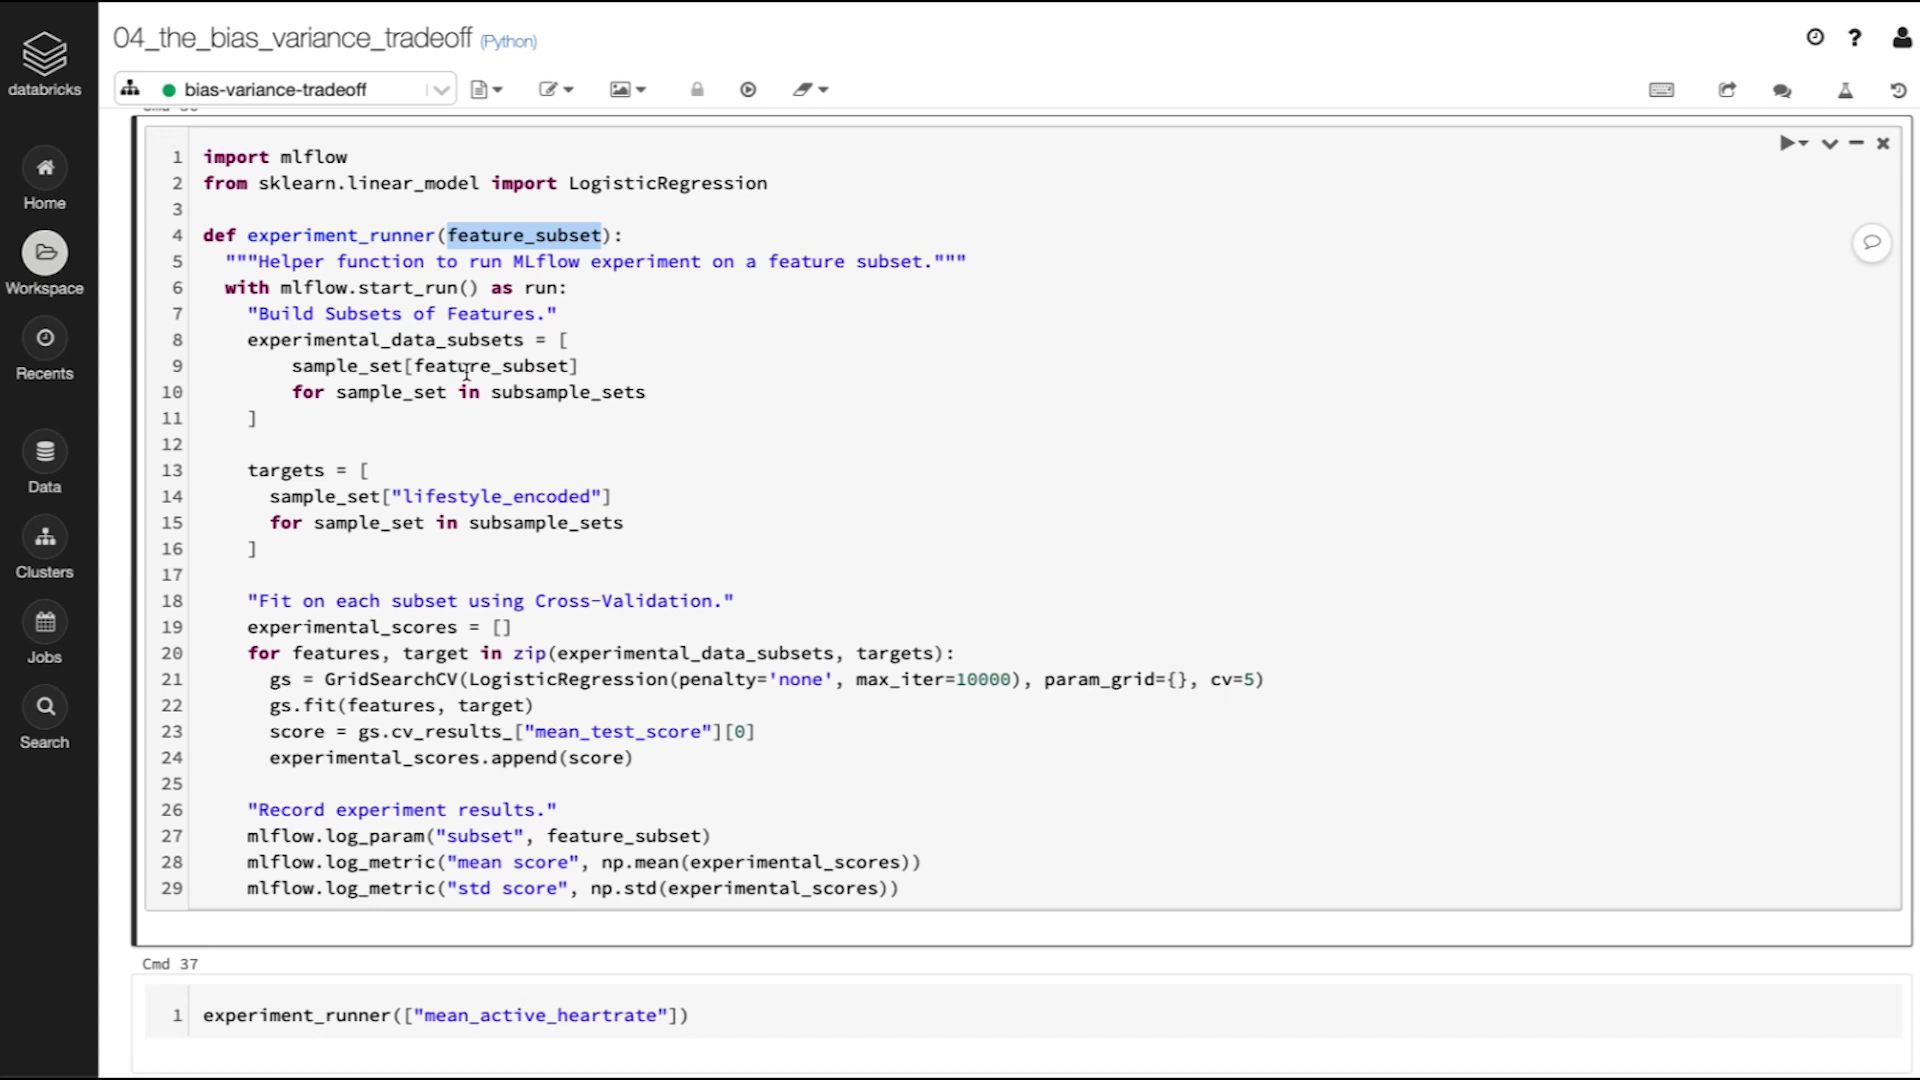 databricks
Home
Workspace
Recents
Data
Clusters
Jobs
Search
04_the_bias_variance_tradeoff (Python)
bias-variance-tradeoff
1 import mlflow
2 from sklearn.linear_model import LogisticRegression
3
4 def experiment_runner(feature_subset):
5 """Helper function to run MLflow experiment on a feature subset."""
6 with mlflow.start_run() as run:
7 "Build Subsets of Features."
8 experimental_data_subsets = [
9 sample_set[feature_subset]
10 for sample_set in subsample_sets
11 ]
12
13 targets = [
14 sample_set["lifestyle_encoded"]
15 for sample_set in subsample_sets
16 ]
17
18 "Fit on each subset using Cross-Validation."
19 experimental_scores = []
20 for features, target in zip(experimental_data_subsets, targets):
21 gs = GridSearchCV(LogisticRegression(penalty='none', max_iter=10000), param_grid={}, cv=5)
22 gs.fit(features, target)
23 score = gs.cv_results_["mean_test_score"][0]
24 experimental_scores.append(score)
25
26 "Record experiment results."
27 mlflow.log_param("subset", feature_subset)
28 mlflow.log_metric("mean score", np.mean(experimental_scores))
29 mlflow.log_metric("std score", np.std(experimental_scores))
Cmd 37
1 experiment_runner(["mean_active_heartrate"])